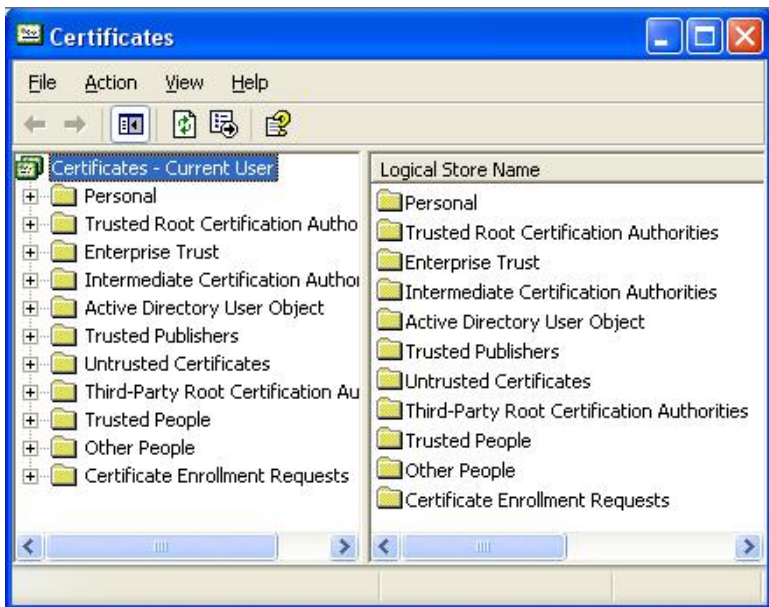 Certificates
File Action View Help
Certificates - Current User
Personal
Trusted Root Certification Autho
Enterprise Trust
Intermediate Certification Author
Active Directory User Object
Trusted Publishers
Untrusted Certificates
Third-Party Root Certification Au
Trusted People
Other People
Certificate Enrollment Requests
Logical Store Name
Personal
Trusted Root Certification Authorities
Enterprise Trust
Intermediate Certification Authorities
Active Directory User Object
Trusted Publishers
Untrusted Certificates
Third-Party Root Certification Authorities
Trusted People
Other People
Certificate Enrollment Requests